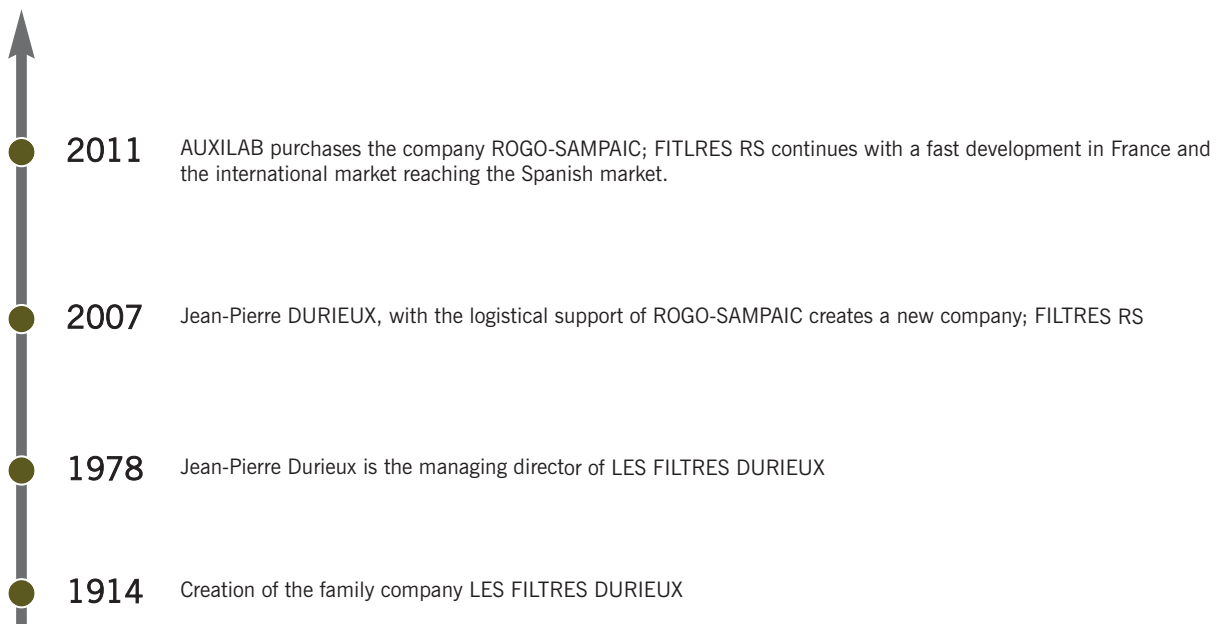 2011 AUXILAB purchases the company ROGO-SAMPAIC; FITLRES RS continues with a fast development in France and
the international market reaching the Spanish market.
2007 Jean-Pierre DURIEUX, with the logistical support of ROGO-SAMPAIC creates a new company; FILTRES RS
1978 Jean-Pierre Durieux is the managing director of LES FILTRES DURIEUX
1914 Creation of the family company LES FILTRES DURIEUX